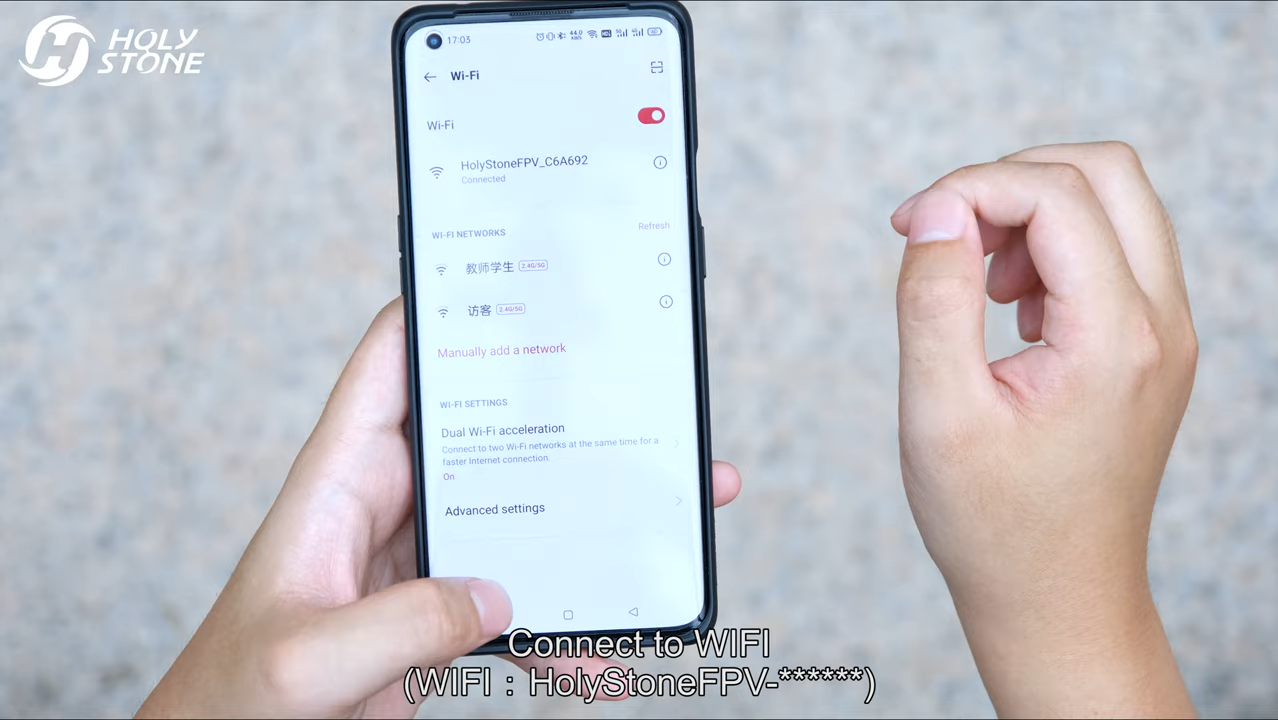 HOLY
STONE
17:03
44.0
KB/S
Wi-Fi
Wi-Fi
HolyStoneFPV_C6A692
Connected
WI-FI NETWORKS
Refresh
教师学生 2.4G/5G
访客 2.4G/5G
Manually add a network
WI-FI SETTINGS
Dual Wi-Fi acceleration
Connect to two Wi-Fi networks at the same time for a
faster Internet connection.
On
Advanced settings
Connect to WIFI
(WIFI：HolyStoneFPV-******)